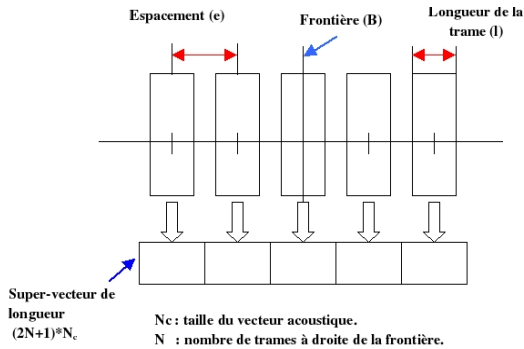 Espacement (e)
Frontière (B)
Longueur de la
trame (l)
Super-vecteur de
longueur
(2N+1)*Nc
Nc : taille du vecteur acoustique.
N : nombre de trames à droite de la frontière.